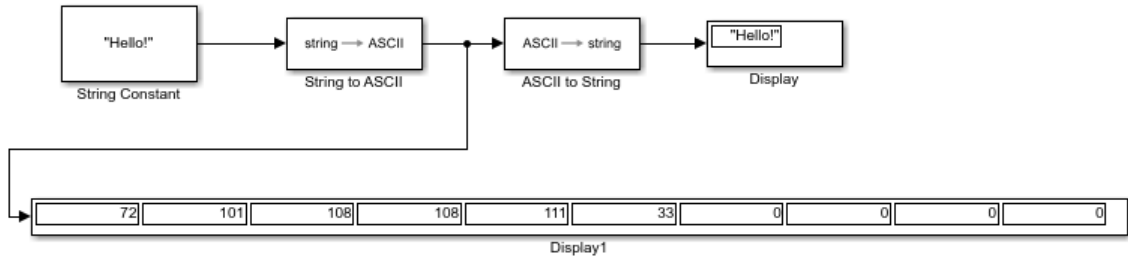 "Hello!"
String Constant
string → ASCII
String to ASCII
ASCII → string
ASCII to String
"Hello!"
Display
72 101 108 108 111 33 0 0 0 0
Display1